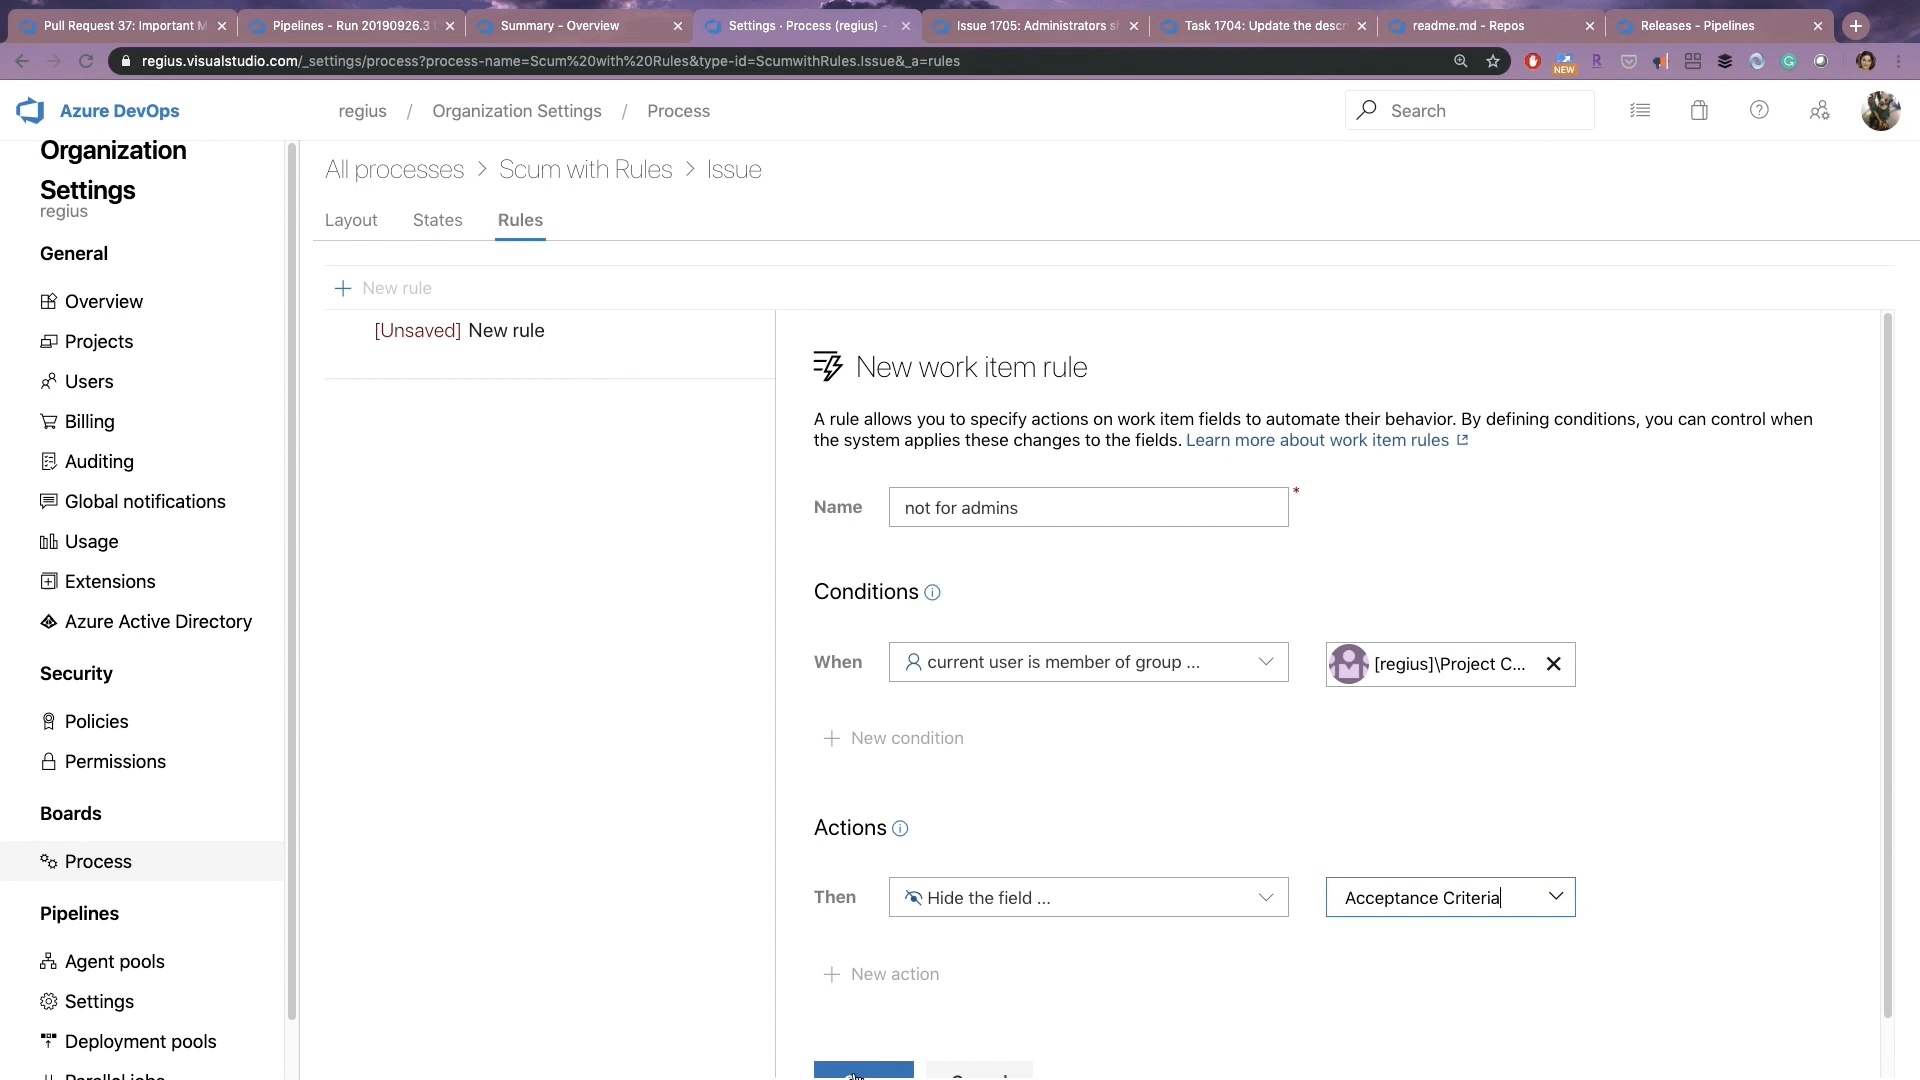 Pull Request 37: Important M
Pipelines - Run 20190926.3
Summary - Overview
Settings · Process (regius) -
Issue 1705: Administrators s
Task 1704: Update the descr
readme.md - Repos
Releases - Pipelines
regius.visualstudio.com/_settings/process?process-name=Scum%20with%20Rules&type-id=ScumwithRules.Issue&_a=rules
NEW
Azure DevOps
regius / Organization Settings / Process
Search
Organization
Settings
regius
General
Overview
Projects
Users
Billing
Auditing
Global notifications
Usage
Extensions
Azure Active Directory
Security
Policies
Permissions
Boards
Process
Pipelines
Agent pools
Settings
Deployment pools
Parallel jobs
All processes > Scum with Rules > Issue
Layout States Rules
+ New rule
[Unsaved] New rule
New work item rule
A rule allows you to specify actions on work item fields to automate their behavior. By defining conditions, you can control when
the system applies these changes to the fields. Learn more about work item rules
Name not for admins *
Conditions
When current user is member of group ... [regius]\Project C...
+ New condition
Actions
Then Hide the field ... Acceptance Criteria
+ New action